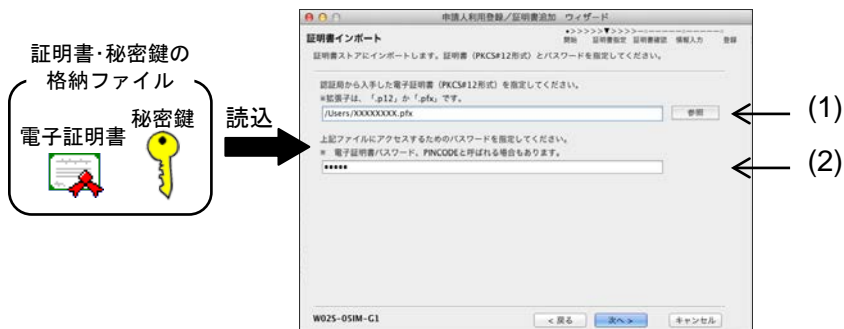 証明書・秘密鍵の
格納ファイル
電子証明書
秘密鍵
読込
申請人利用登録／証明書追加 ウィザード
証明書インポート
開始 証明書指定 証明書確認 情報入力 登録
証明書ストアにインポートします。証明書（PKCS#12形式）とパスワードを指定してください。
認証局から入手した電子証明書（PKCS#12形式）を指定してください。
※拡張子は、「.p12」か「.pfx」です。
/Users/XXXXXXXX.pfx
参照
(1)
上記ファイルにアクセスするためのパスワードを指定してください。
※ 電子証明書パスワード、PINCODEと呼ばれる場合もあります。
•••••
(2)
W025-05IM-G1
< 戻る
次へ >
キャンセル